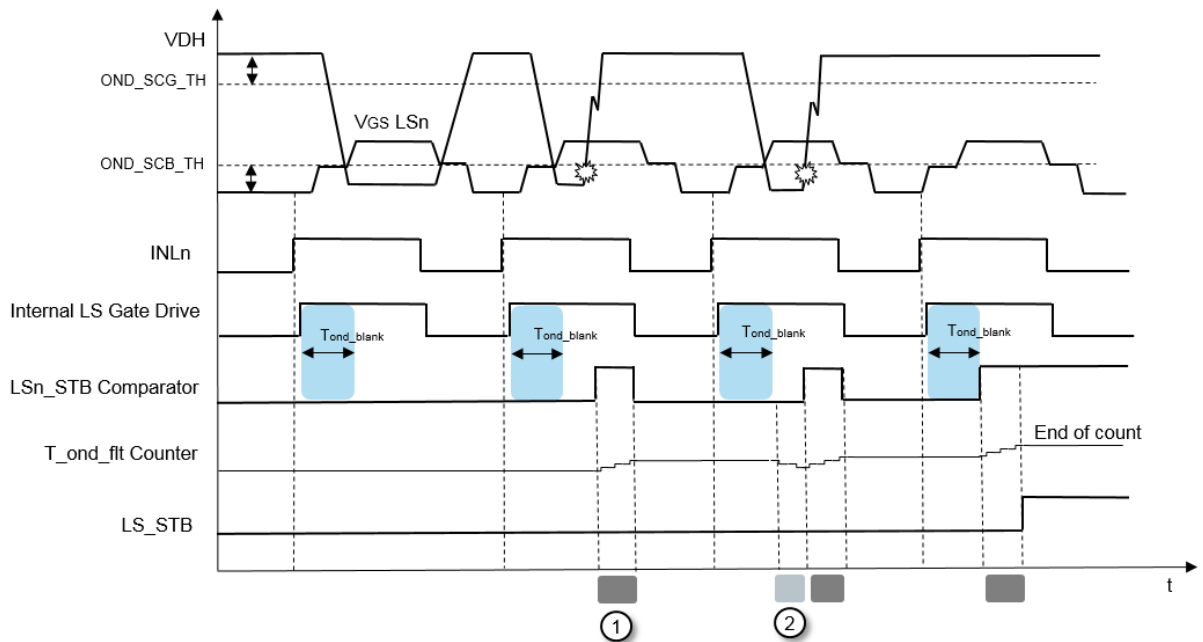 VDH
OND_SCG_TH
VGS LSn
OND_SCB_TH
INLn
Internal LS Gate Drive
Tond_blank
Tond_blank
Tond_blank
Tond_blank
LSn_STB Comparator
T_ond_flt Counter
End of count
LS_STB
t
1
2